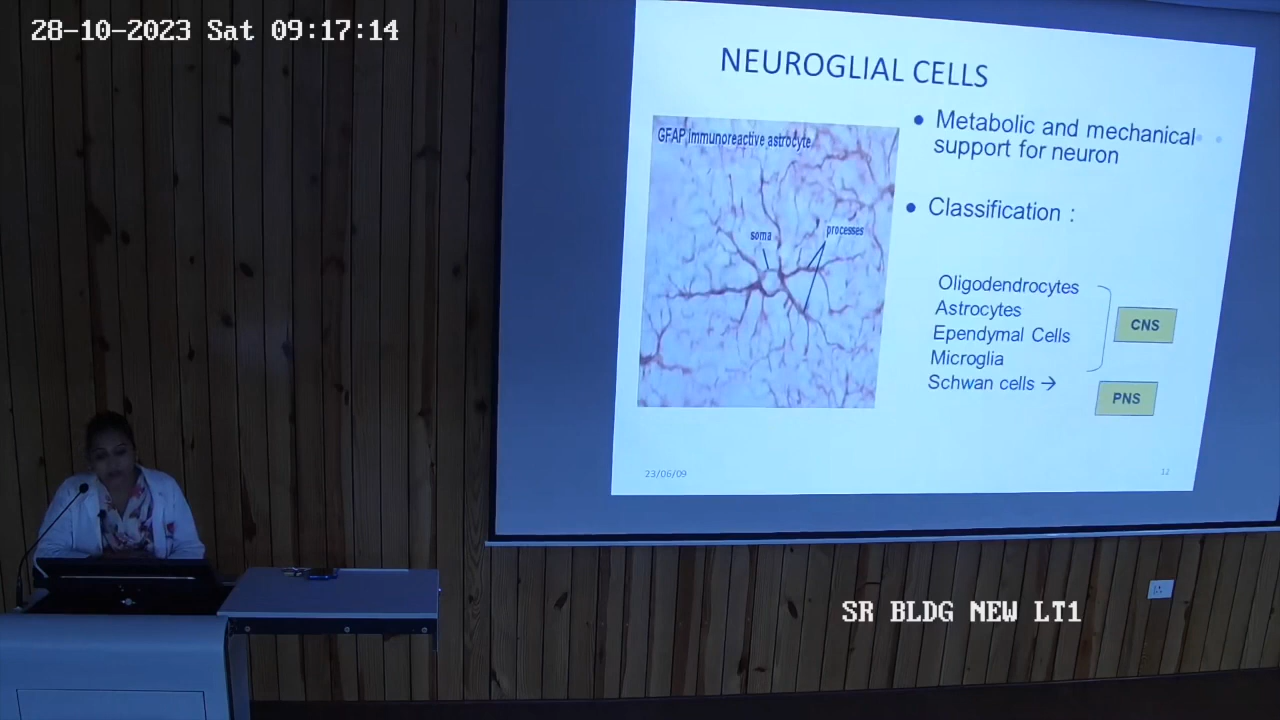 28-10-2023 Sat 09:17:14
NEUROGLIAL CELLS
GFAP immunoreactive astrocyte
soma
processes
• Metabolic and mechanical
support for neuron
• Classification :
Oligodendrocytes
Astrocytes
Ependymal Cells
Microglia
Schwan cells →
CNS
PNS
23/06/09
12
SR BLDG NEW LT1